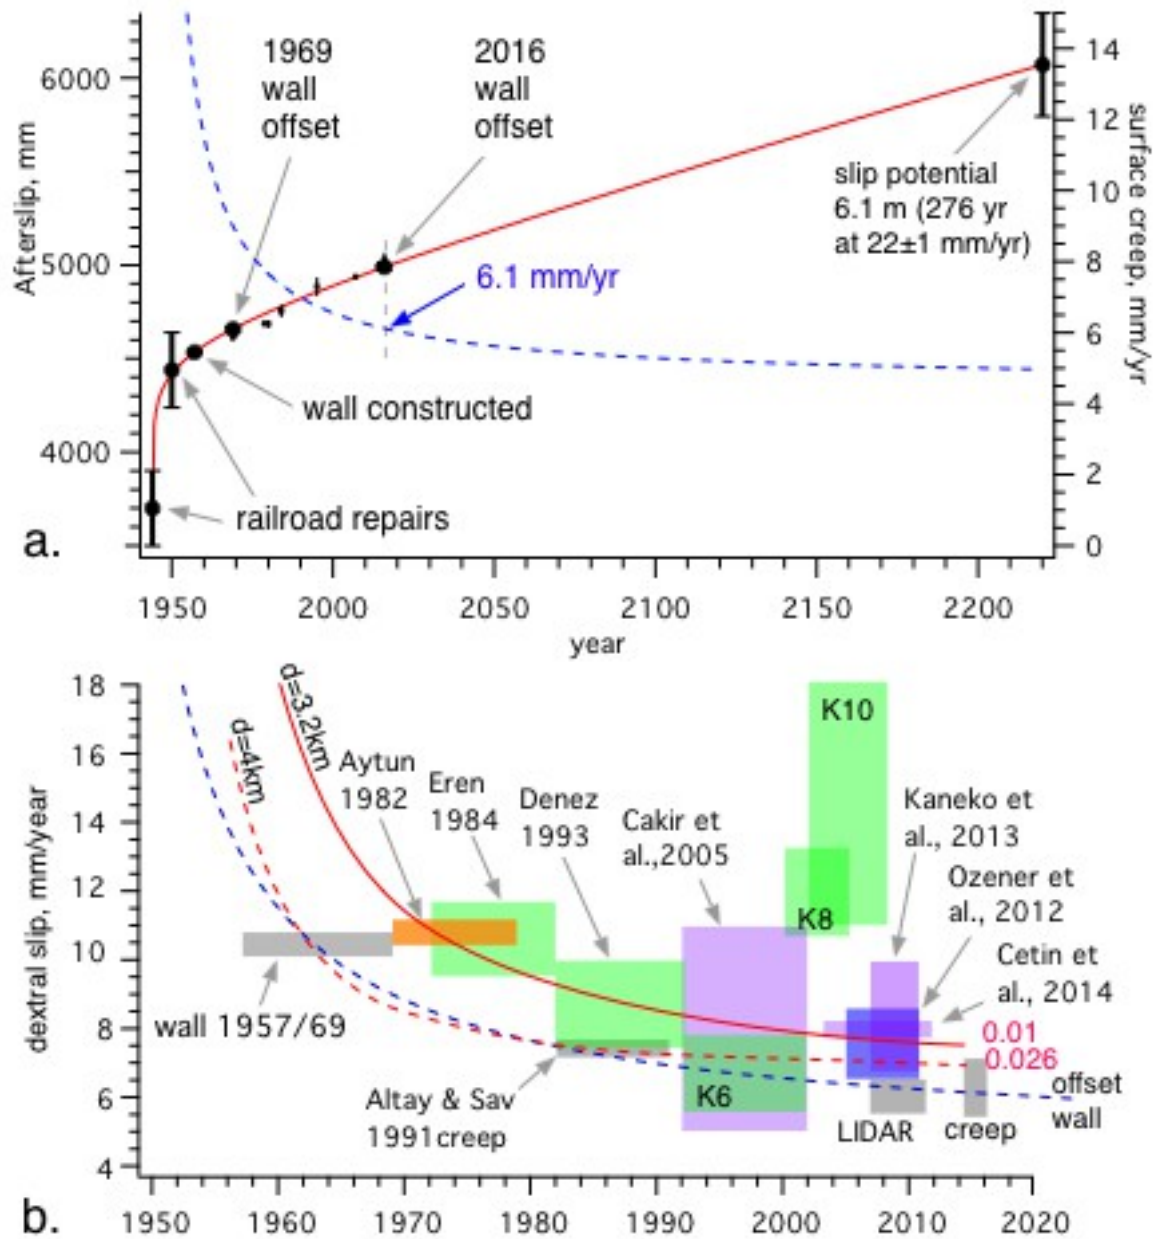 1969
wall
offset
2016
wall
offset
6000
5000
4000
Afterslip, mm
14
12
10
8
6
4
2
0
surface creep, mm/yr
slip potential
6.1 m (276 yr
at 22±1 mm/yr)
6.1 mm/yr
wall constructed
railroad repairs
a.
1950 2000 2050 2100 2150 2200
year
18
16
14
12
10
8
6
4
dextral slip, mm/year
d=4km
d=3.2km
Aytun
1982
Eren
1984
Denez
1993
Cakir et
al.,2005
K10
K8
K6
Kaneko et
al., 2013
Ozener et
al., 2012
Cetin et
al., 2014
wall 1957/69
Altay & Sav
1991creep
0.01
0.026
offset
wall
LIDAR
creep
b.
1950 1960 1970 1980 1990 2000 2010 2020